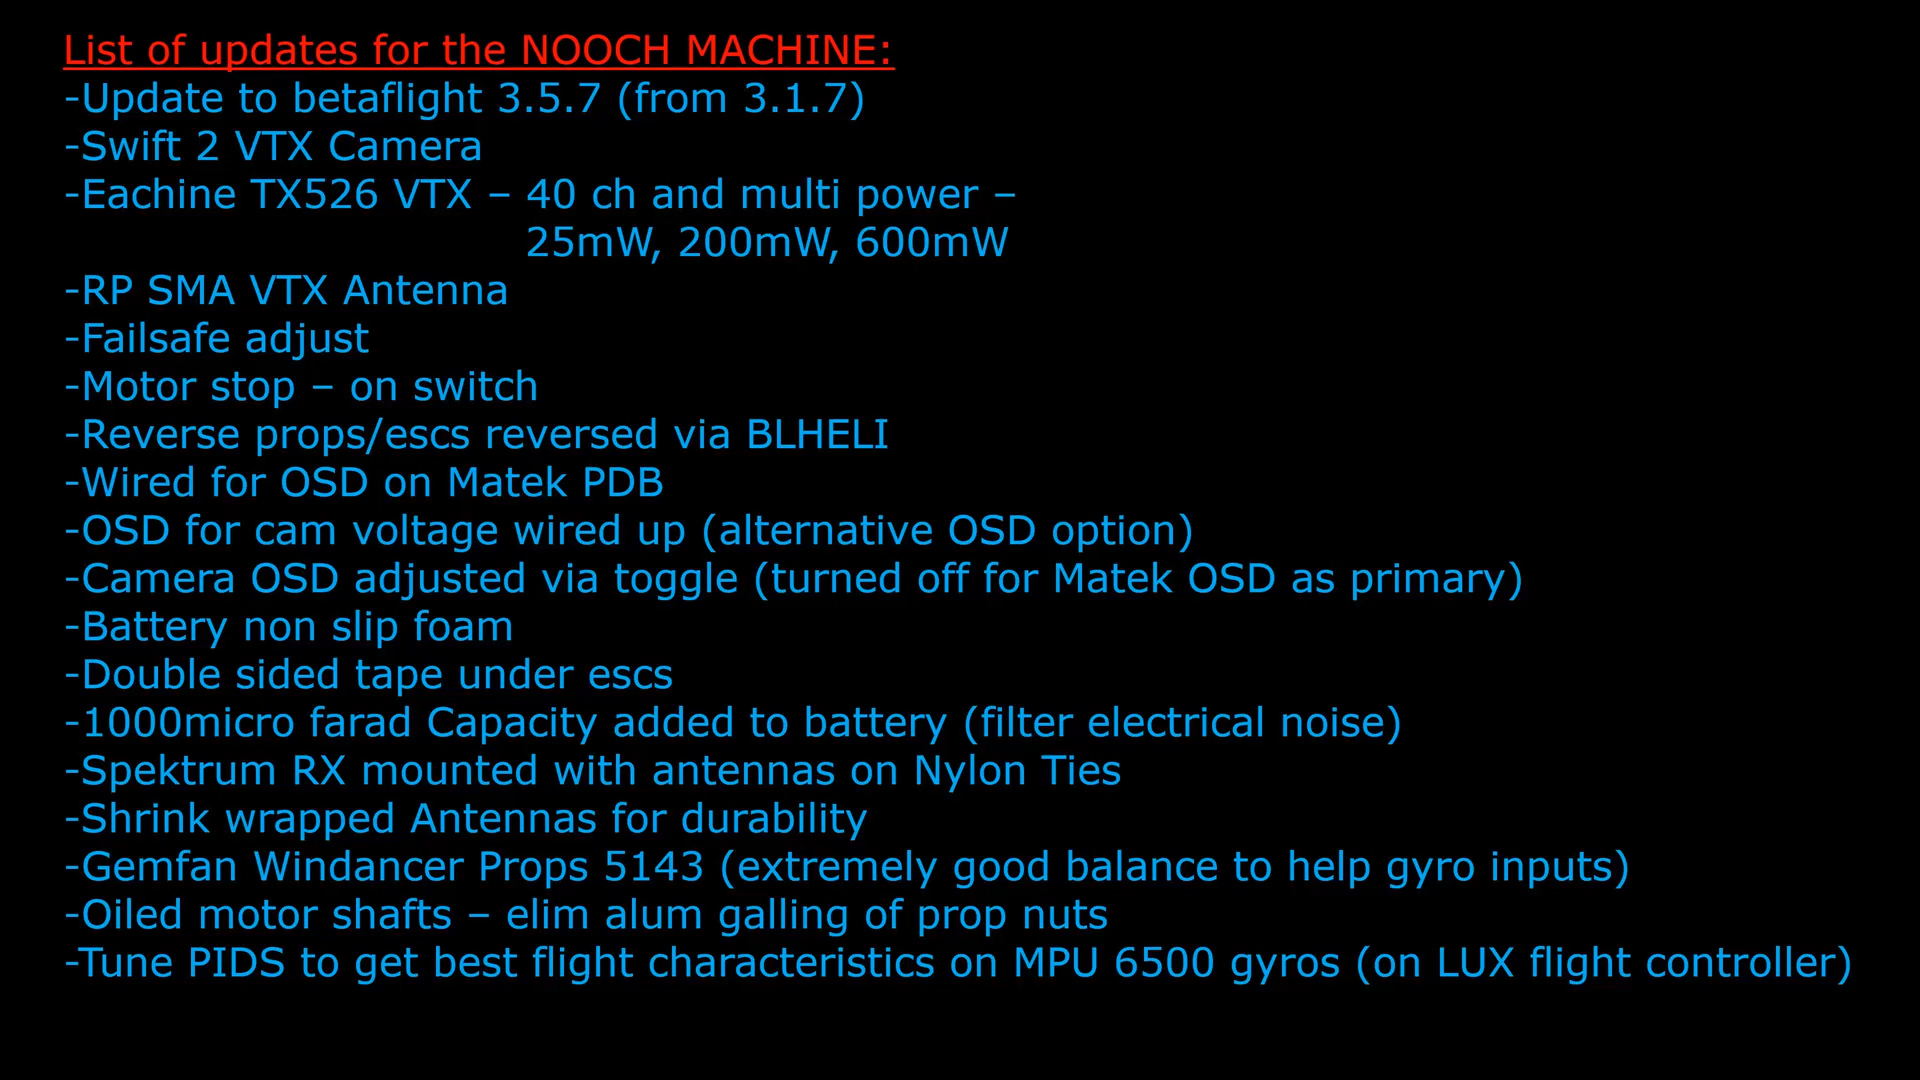 List of updates for the NOOCH MACHINE:
-Update to betaflight 3.5.7 (from 3.1.7)
-Swift 2 VTX Camera
-Eachine TX526 VTX – 40 ch and multi power –
25mW, 200mW, 600mW
-RP SMA VTX Antenna
-Failsafe adjust
-Motor stop – on switch
-Reverse props/escs reversed via BLHELI
-Wired for OSD on Matek PDB
-OSD for cam voltage wired up (alternative OSD option)
-Camera OSD adjusted via toggle (turned off for Matek OSD as primary)
-Battery non slip foam
-Double sided tape under escs
-1000micro farad Capacity added to battery (filter electrical noise)
-Spektrum RX mounted with antennas on Nylon Ties
-Shrink wrapped Antennas for durability
-Gemfan Windancer Props 5143 (extremely good balance to help gyro inputs)
-Oiled motor shafts – elim alum galling of prop nuts
-Tune PIDS to get best flight characteristics on MPU 6500 gyros (on LUX flight controller)